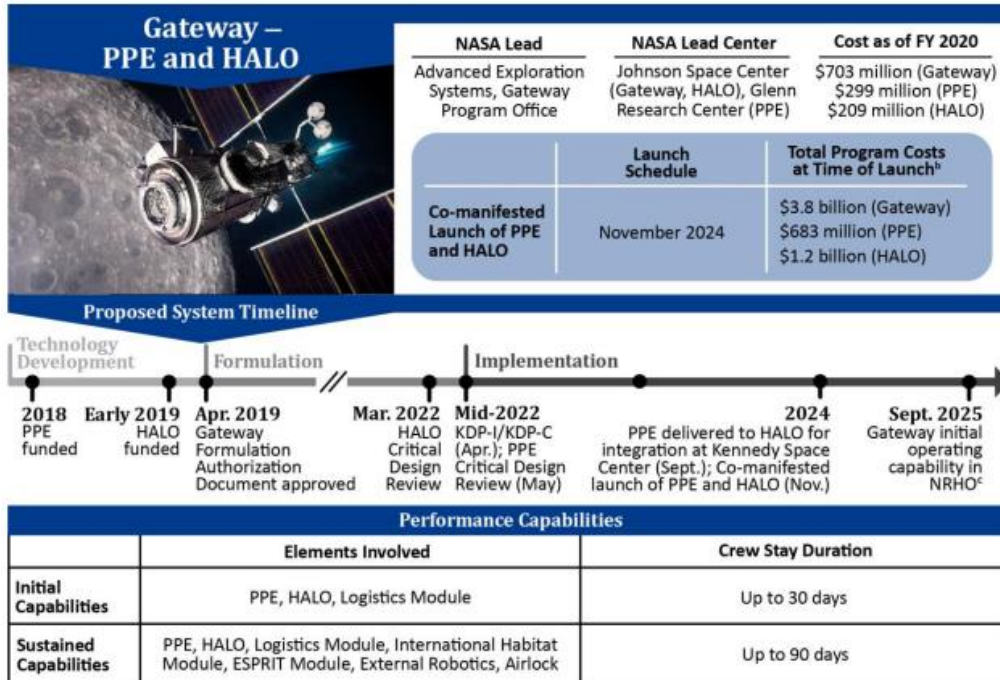 Gateway –
PPE and HALO
NASA Lead
Advanced Exploration
Systems, Gateway
Program Office
NASA Lead Center
Johnson Space Center
(Gateway, HALO), Glenn
Research Center (PPE)
Cost as of FY 2020
$703 million (Gateway)
$299 million (PPE)
$209 million (HALO)
Launch
Schedule
Total Program Costs
at Time of Launchᵇ
Co-manifested
Launch of PPE
and HALO
November 2024
$3.8 billion (Gateway)
$683 million (PPE)
$1.2 billion (HALO)
Proposed System Timeline
Technology
Development
Formulation
Implementation
2018
PPE
funded
Early 2019
HALO
funded
Apr. 2019
Gateway
Formulation
Authorization
Document approved
Mar. 2022
HALO
Critical
Design
Review
Mid-2022
KDP-I/KDP-C
(Apr.); PPE
Critical Design
Review (May)
2024
PPE delivered to HALO for
integration at Kennedy Space
Center (Sept.); Co-manifested
launch of PPE and HALO (Nov.)
Sept. 2025
Gateway initial
operating
capability in
NRHOᶜ
Performance Capabilities
Elements Involved
Crew Stay Duration
Initial
Capabilities
PPE, HALO, Logistics Module
Up to 30 days
Sustained
Capabilities
PPE, HALO, Logistics Module, International Habitat
Module, ESPRIT Module, External Robotics, Airlock
Up to 90 days